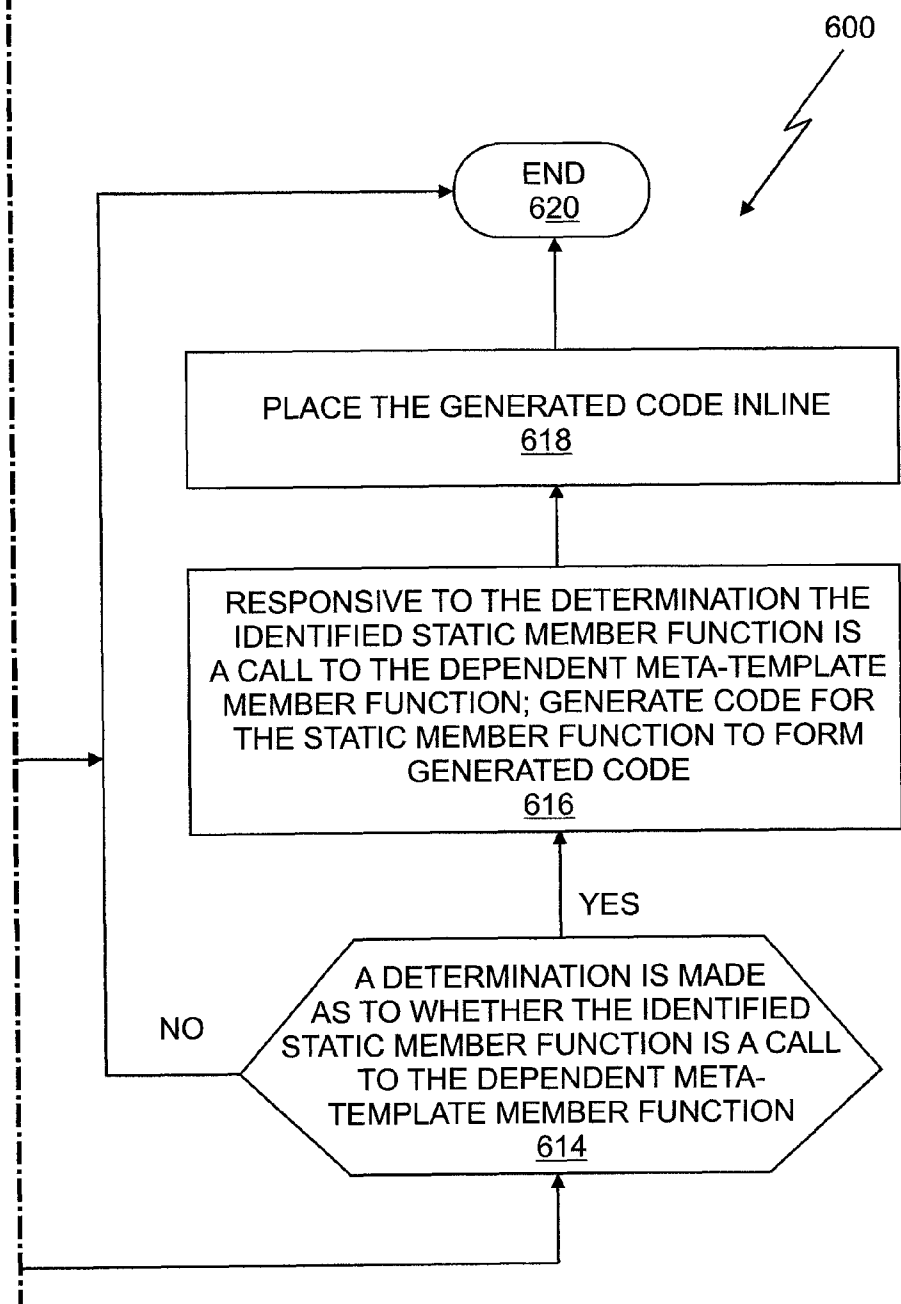 600
END
620
PLACE THE GENERATED CODE INLINE
618
RESPONSIVE TO THE DETERMINATION THE
IDENTIFIED STATIC MEMBER FUNCTION IS
A CALL TO THE DEPENDENT META-TEMPLATE
MEMBER FUNCTION; GENERATE CODE FOR
THE STATIC MEMBER FUNCTION TO FORM
GENERATED CODE
616
YES
NO
A DETERMINATION IS MADE
AS TO WHETHER THE IDENTIFIED
STATIC MEMBER FUNCTION IS A CALL
TO THE DEPENDENT META-
TEMPLATE MEMBER FUNCTION
614